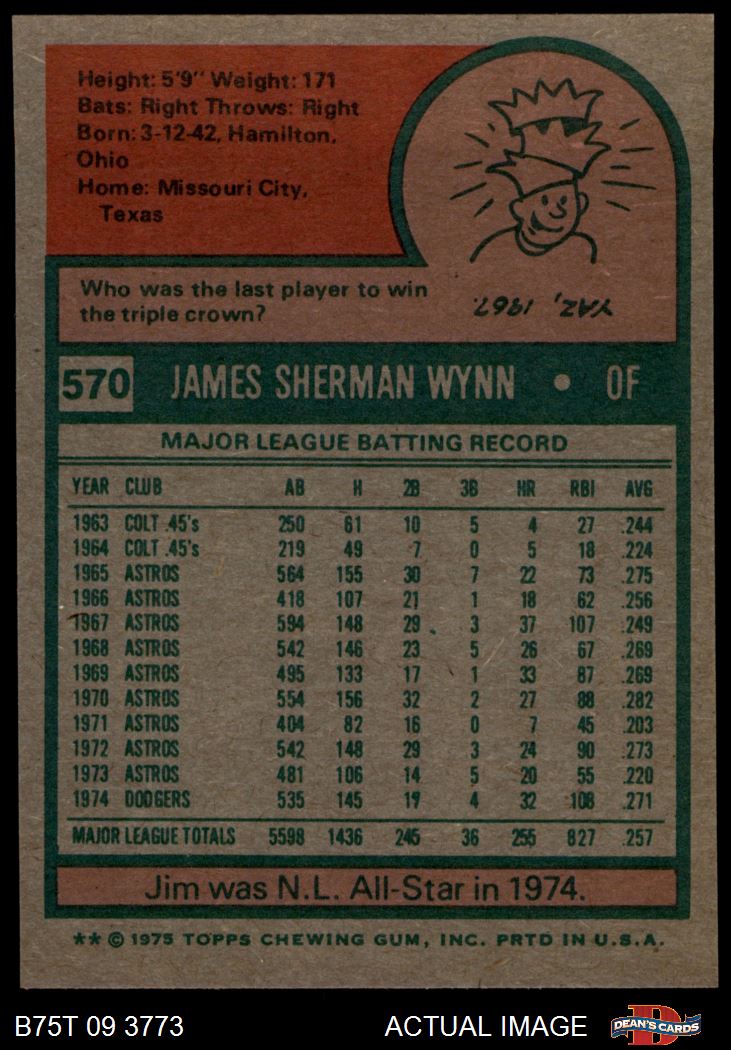 Height: 5'9" Weight: 171
Bats: Right Throws: Right
Born: 3-12-42, Hamilton,
Ohio
Home: Missouri City,
Texas
Who was the last player to win
the triple crown?
YAZ, 1967.
570 JAMES SHERMAN WYNN • OF
MAJOR LEAGUE BATTING RECORD
YEAR CLUB AB H 2B 3B HR RBI AVG
1963 COLT .45's 250 61 10 5 4 27 .244
1964 COLT .45's 219 49 7 0 5 18 .224
1965 ASTROS 564 155 30 7 22 73 .275
1966 ASTROS 418 107 21 1 18 62 .256
1967 ASTROS 594 148 29 3 37 107 .249
1968 ASTROS 542 146 23 5 26 67 .269
1969 ASTROS 495 133 17 1 33 87 .269
1970 ASTROS 554 156 32 2 27 88 .282
1971 ASTROS 404 82 16 0 7 45 .203
1972 ASTROS 542 148 29 3 24 90 .273
1973 ASTROS 481 106 14 5 20 55 .220
1974 DODGERS 535 145 17 4 32 108 .271
MAJOR LEAGUE TOTALS 5598 1436 245 36 255 827 .257
Jim was N.L. All-Star in 1974.
** © 1975 TOPPS CHEWING GUM, INC. PRTD IN U.S.A.
B75T 09 3773 ACTUAL IMAGE DEAN'S CARDS